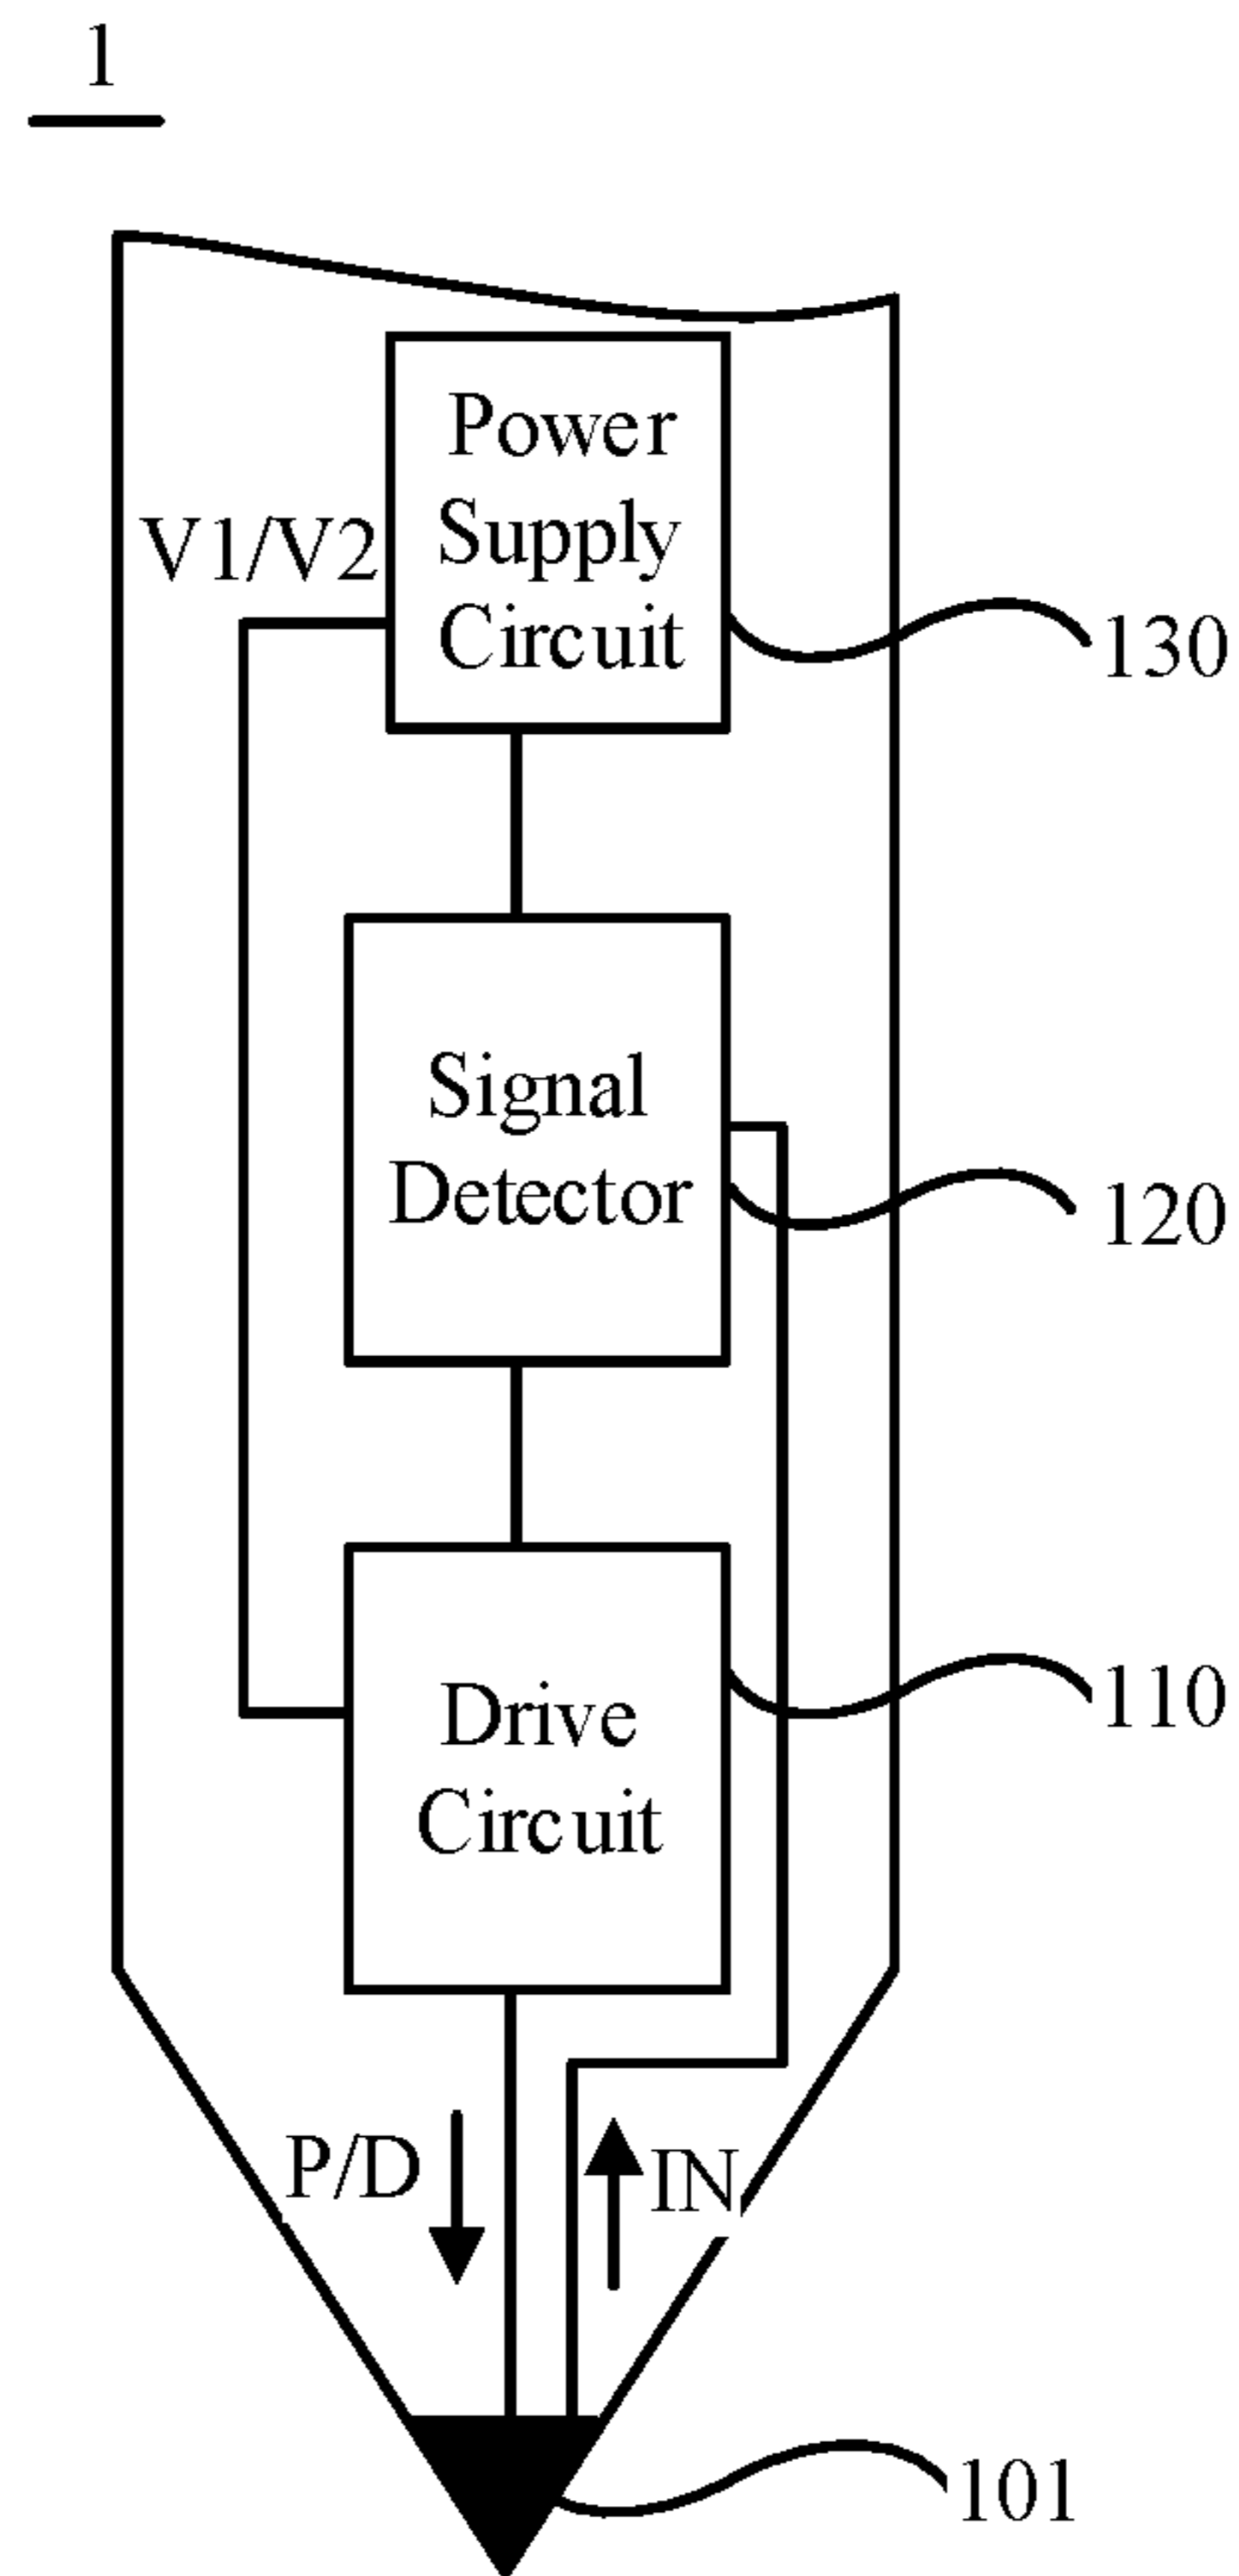 1
Power
Supply
Circuit
V1/V2
130
Signal
Detector
120
Drive
Circuit
110
P/D
IN
101